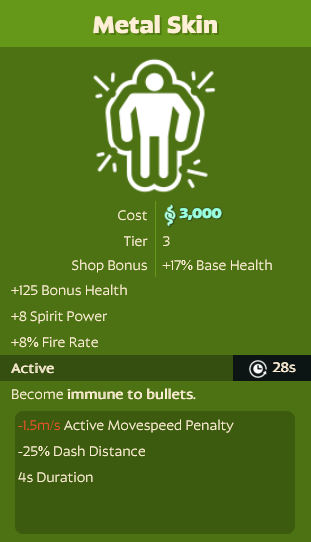 Metal Skin
Cost 3,000
Tier 3
Shop Bonus +17% Base Health
+125 Bonus Health
+8 Spirit Power
+8% Fire Rate
Active 28s
Become immune to bullets.
-1.5m/s Active Movespeed Penalty
-25% Dash Distance
4s Duration